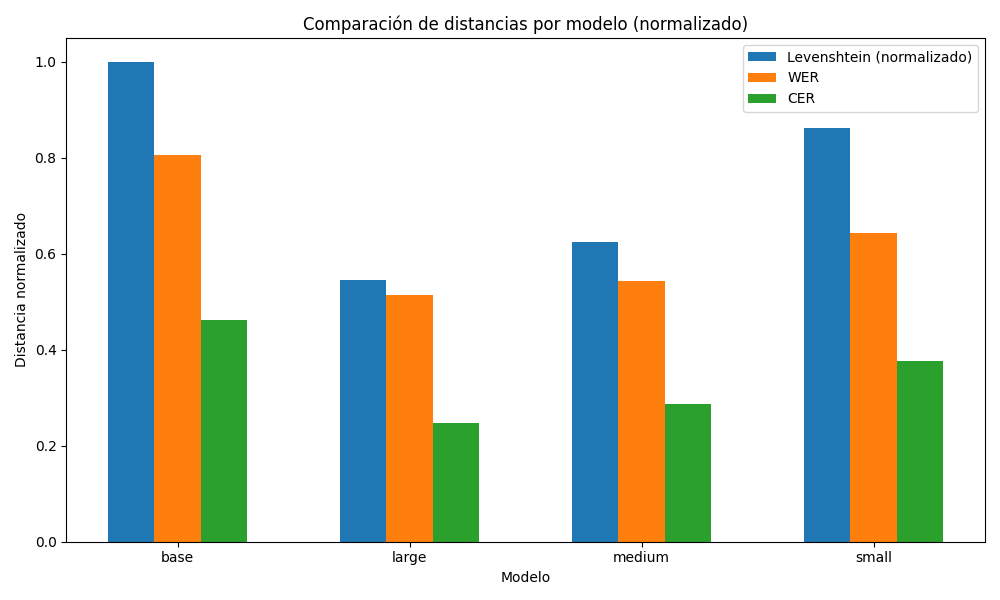 Comparación de distancias por modelo (normalizado)
Levenshtein (normalizado)
WER
CER
Distancia normalizado
1.0
0.8
0.6
0.4
0.2
0.0
base
large
medium
small
Modelo